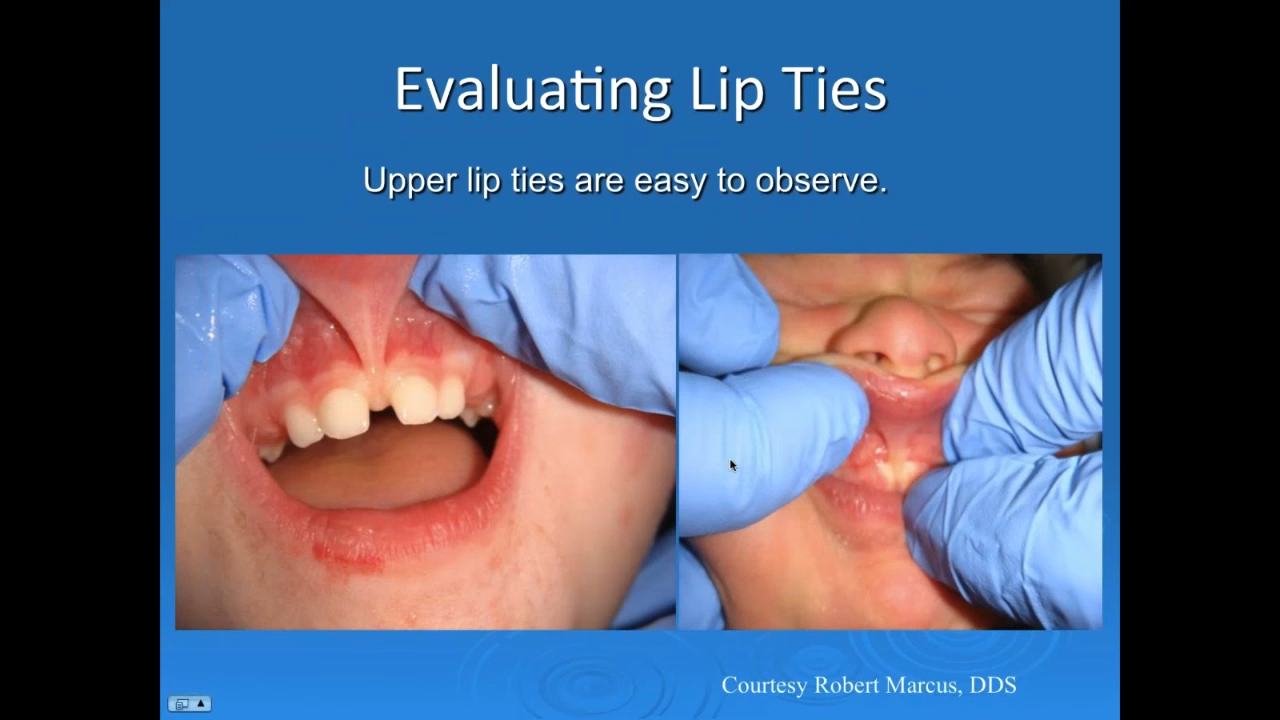 Evaluating Lip Ties
Upper lip ties are easy to observe.
Courtesy Robert Marcus, DDS